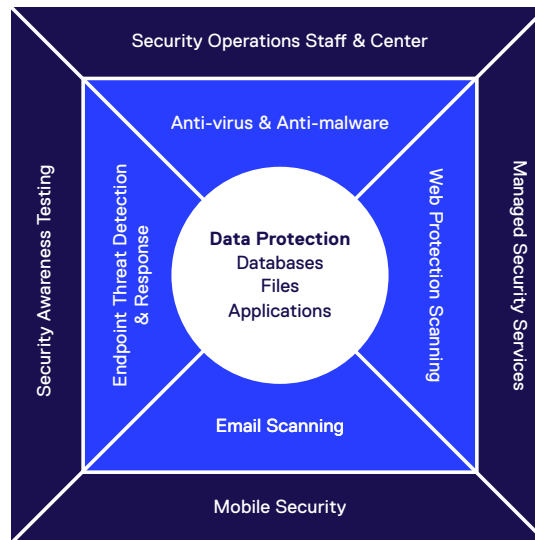 Security Operations Staff & Center
Anti-virus & Anti-malware
Security Awareness Testing
Endpoint Threat Detection
& Response
Data Protection
Databases
Files
Applications
Web Protection Scanning
Managed Security Services
Email Scanning
Mobile Security